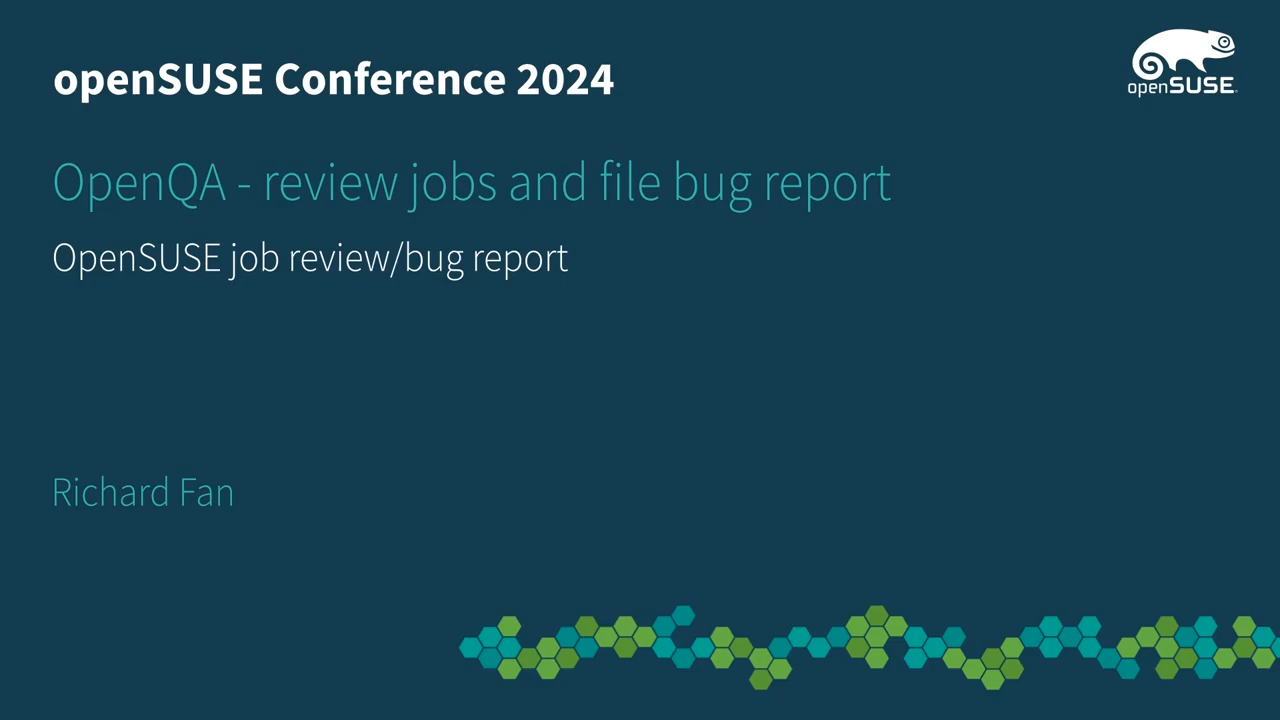 openSUSE Conference 2024
openSUSE
OpenQA - review jobs and file bug report
OpenSUSE job review/bug report
Richard Fan